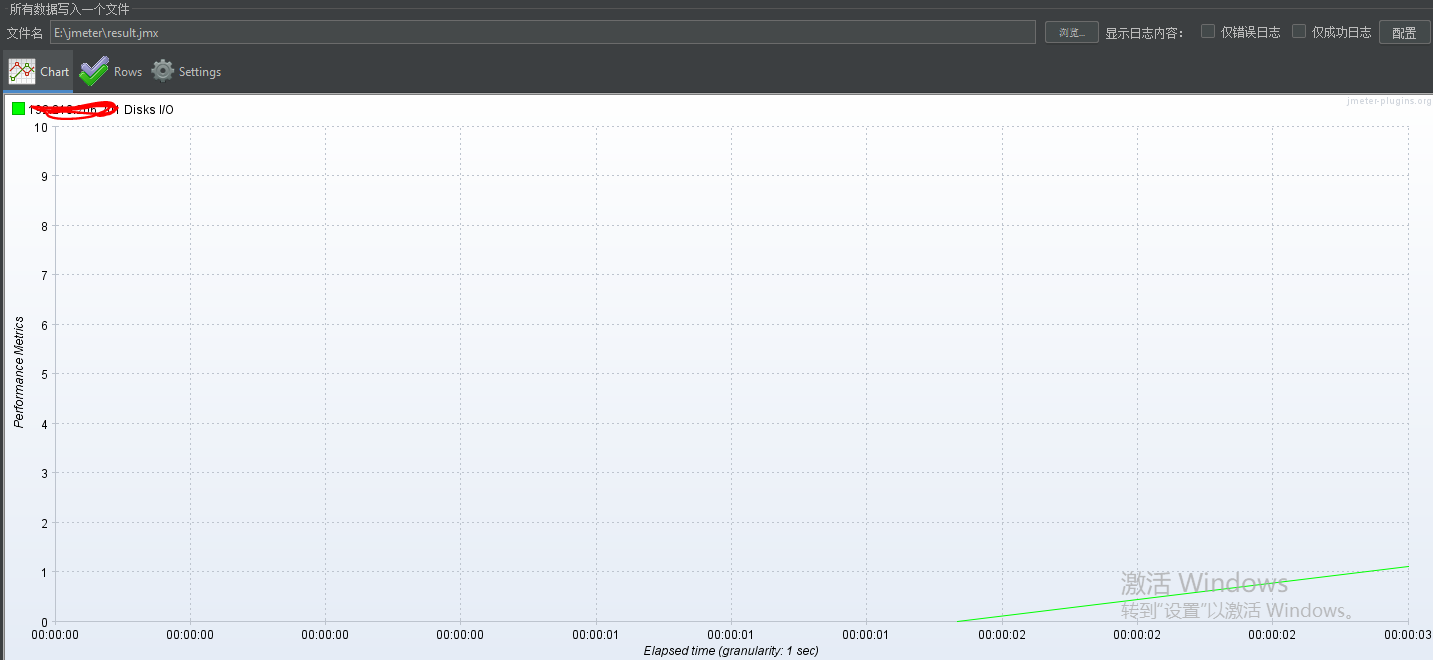 所有数据写入一个文件
文件名 E:\jmeter\result.jmx 浏览... 显示日志内容： 仅错误日志 仅成功日志 配置
Chart Rows Settings
jmeter-plugins.org
Disks I/O
10
9
8
7
6
5
4
3
2
1
0
Performance Metrics
激活 Windows
转到“设置”以激活 Windows。
00:00:00 00:00:00 00:00:00 00:00:00 00:00:01 00:00:01 00:00:01 00:00:02 00:00:02 00:00:02 00:00:03
Elapsed time (granularity: 1 sec)